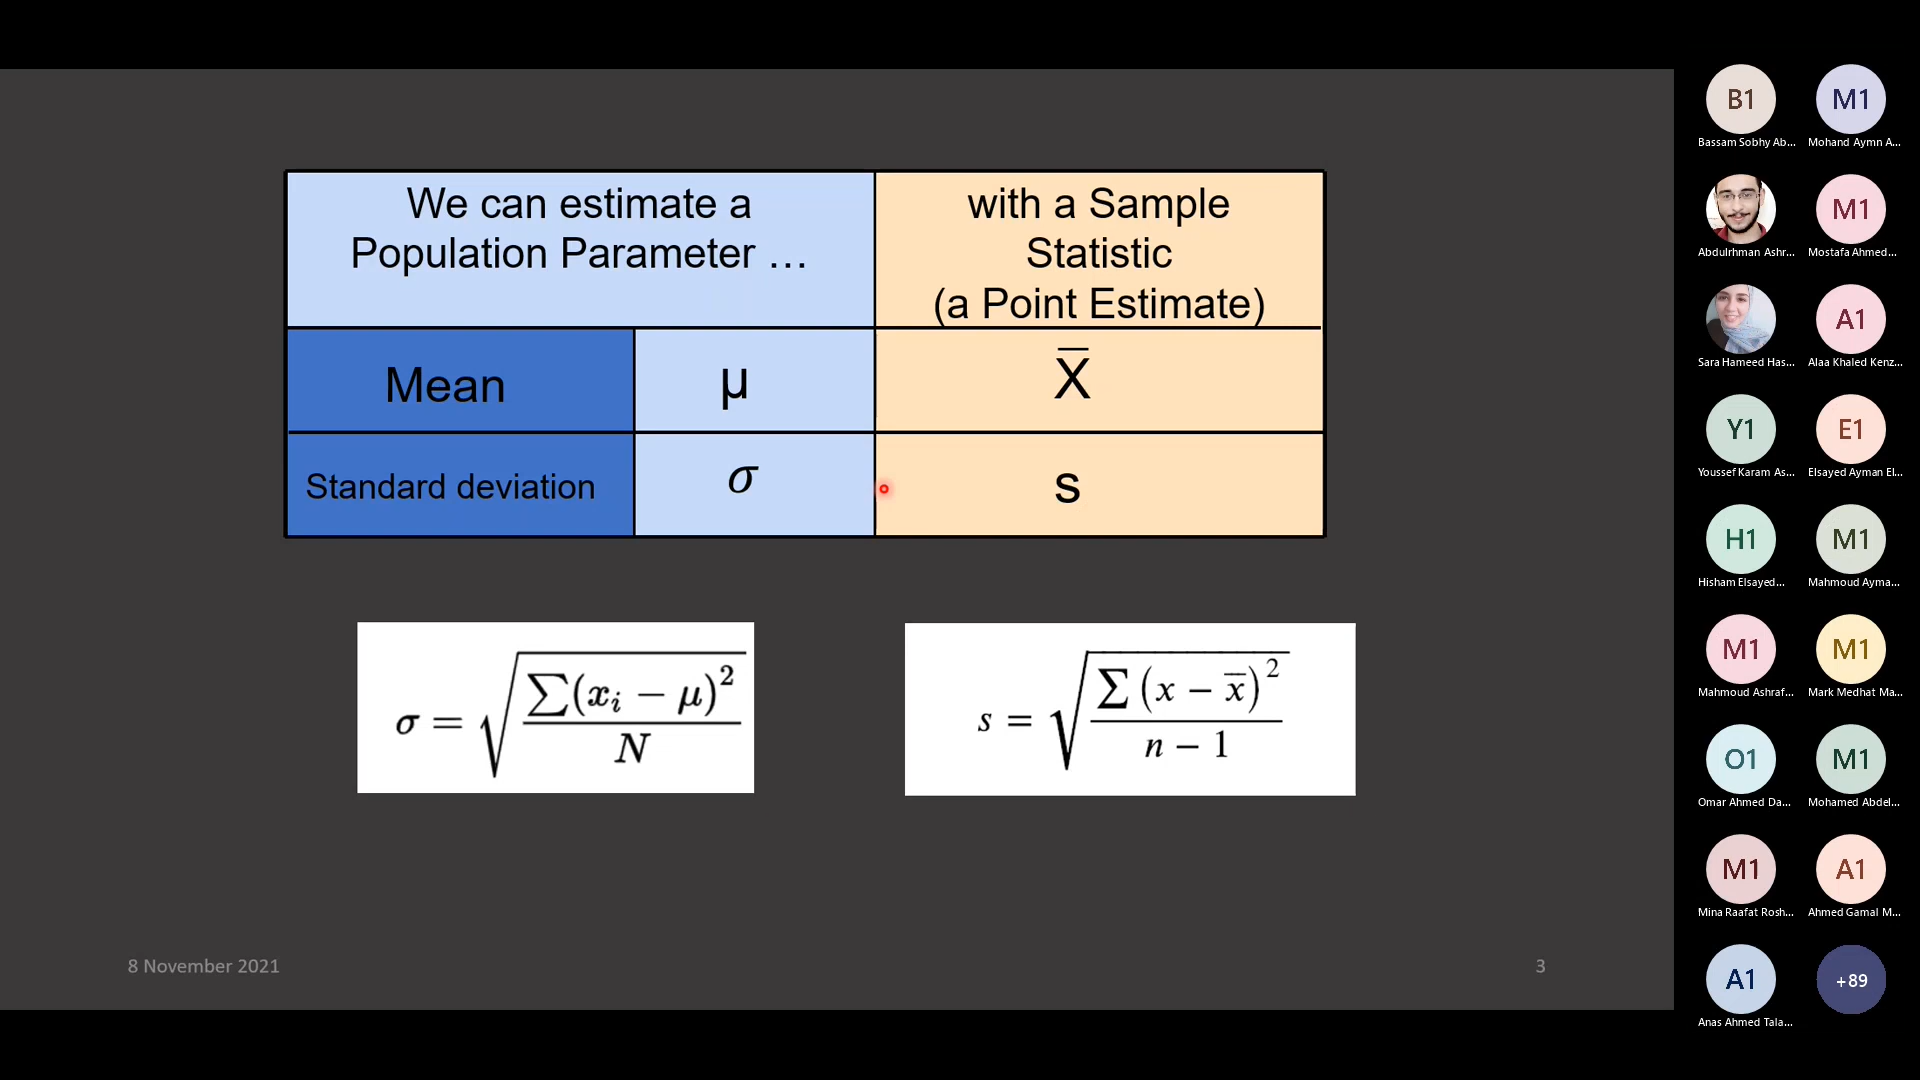 We can estimate a
Population Parameter ...
with a Sample
Statistic
(a Point Estimate)
Mean
μ
X̅
Standard deviation
σ
s
σ = √(∑(xᵢ − μ)² / N)
s = √(∑(x − x̅)² / (n − 1))
8 November 2021
3
B1
Bassam Sobhy Ab...
M1
Mohand Aymn A...
Abdulrhman Ashr...
M1
Mostafa Ahmed...
Sara Hameed Has...
A1
Alaa Khaled Kenz...
Y1
Youssef Karam As...
E1
Elsayed Ayman El...
H1
Hisham Elsayed...
M1
Mahmoud Ayma...
M1
Mahmoud Ashraf...
M1
Mark Medhat Ma...
O1
Omar Ahmed Da...
M1
Mohamed Abdel...
M1
Mina Raafat Rosh...
A1
Ahmed Gamal M...
A1
Anas Ahmed Tala...
+89